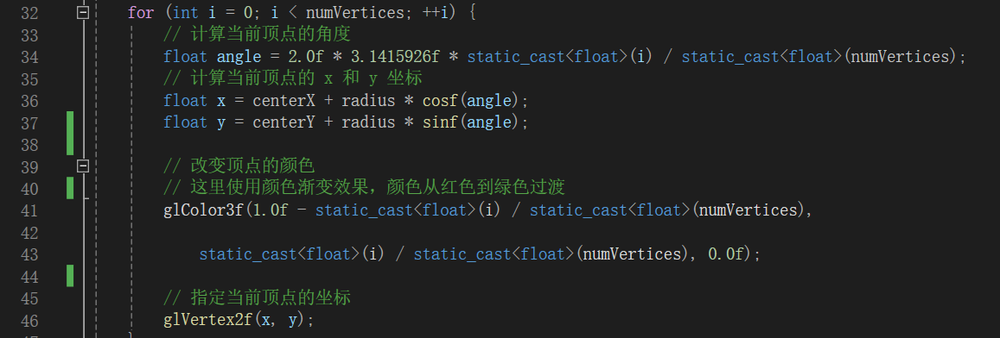 32 for (int i = 0; i < numVertices; ++i) {
33 // 计算当前顶点的角度
34 float angle = 2.0f * 3.1415926f * static_cast<float>(i) / static_cast<float>(numVertices);
35 // 计算当前顶点的 x 和 y 坐标
36 float x = centerX + radius * cosf(angle);
37 float y = centerY + radius * sinf(angle);
38
39 // 改变顶点的颜色
40 // 这里使用颜色渐变效果，颜色从红色到绿色过渡
41 glColor3f(1.0f - static_cast<float>(i) / static_cast<float>(numVertices),
42
43 static_cast<float>(i) / static_cast<float>(numVertices), 0.0f);
44
45 // 指定当前顶点的坐标
46 glVertex2f(x, y);